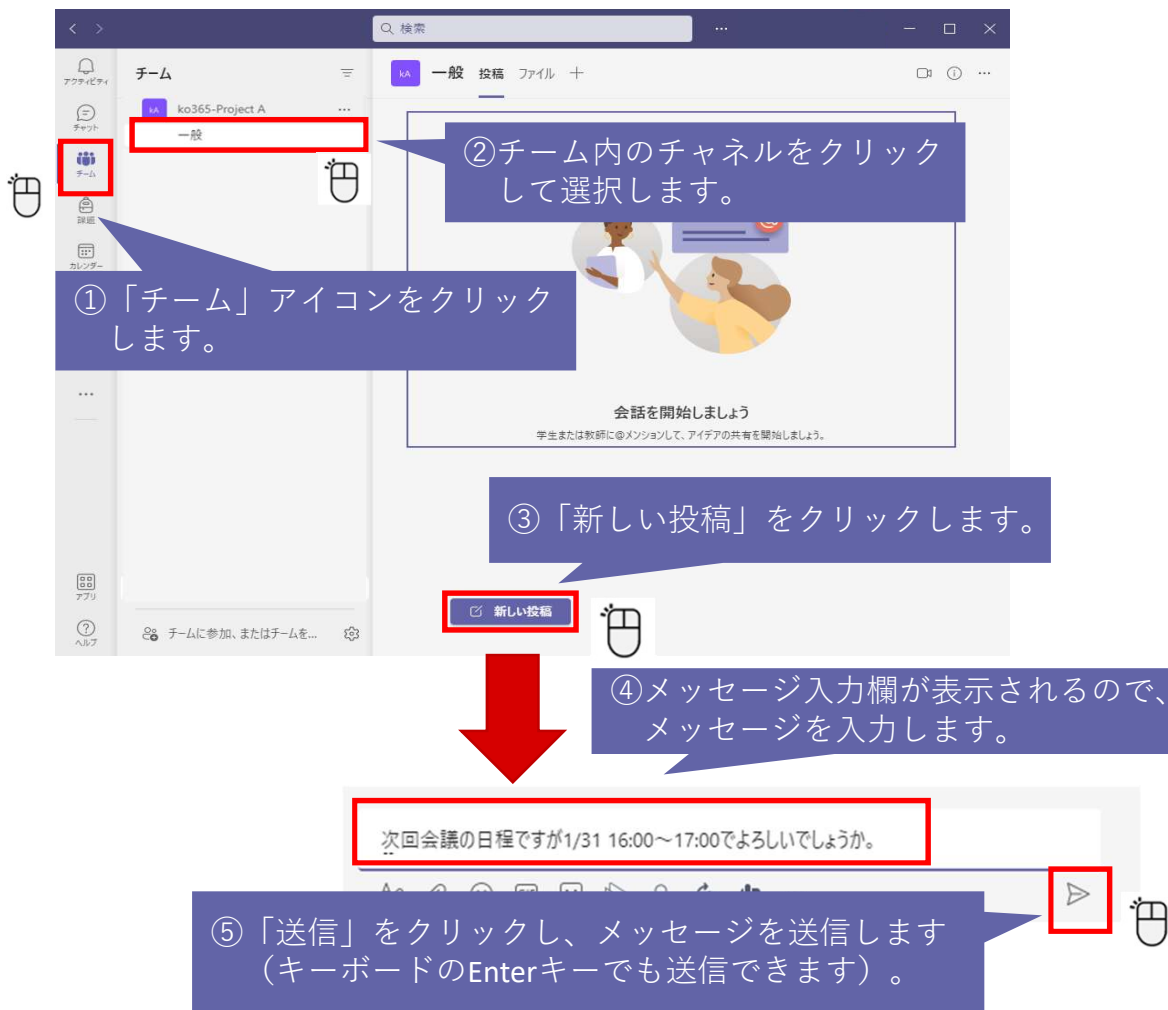 検索
アクティビティ
チーム
kA 一般 投稿 ファイル
チャット
kA ko365-Project A
一般
チーム
②チーム内のチャネルをクリック
して選択します。
課題
カレンダー
①「チーム」アイコンをクリック
します。
会話を開始しましょう
学生または教師に@メンションして、アイデアの共有を開始しましょう。
③「新しい投稿」をクリックします。
アプリ
新しい投稿
ヘルプ
チームに参加、またはチームを...
④メッセージ入力欄が表示されるので、
メッセージを入力します。
次回会議の日程ですが1/31 16:00～17:00でよろしいでしょうか。
⑤「送信」をクリックし、メッセージを送信します
（キーボードのEnterキーでも送信できます）。